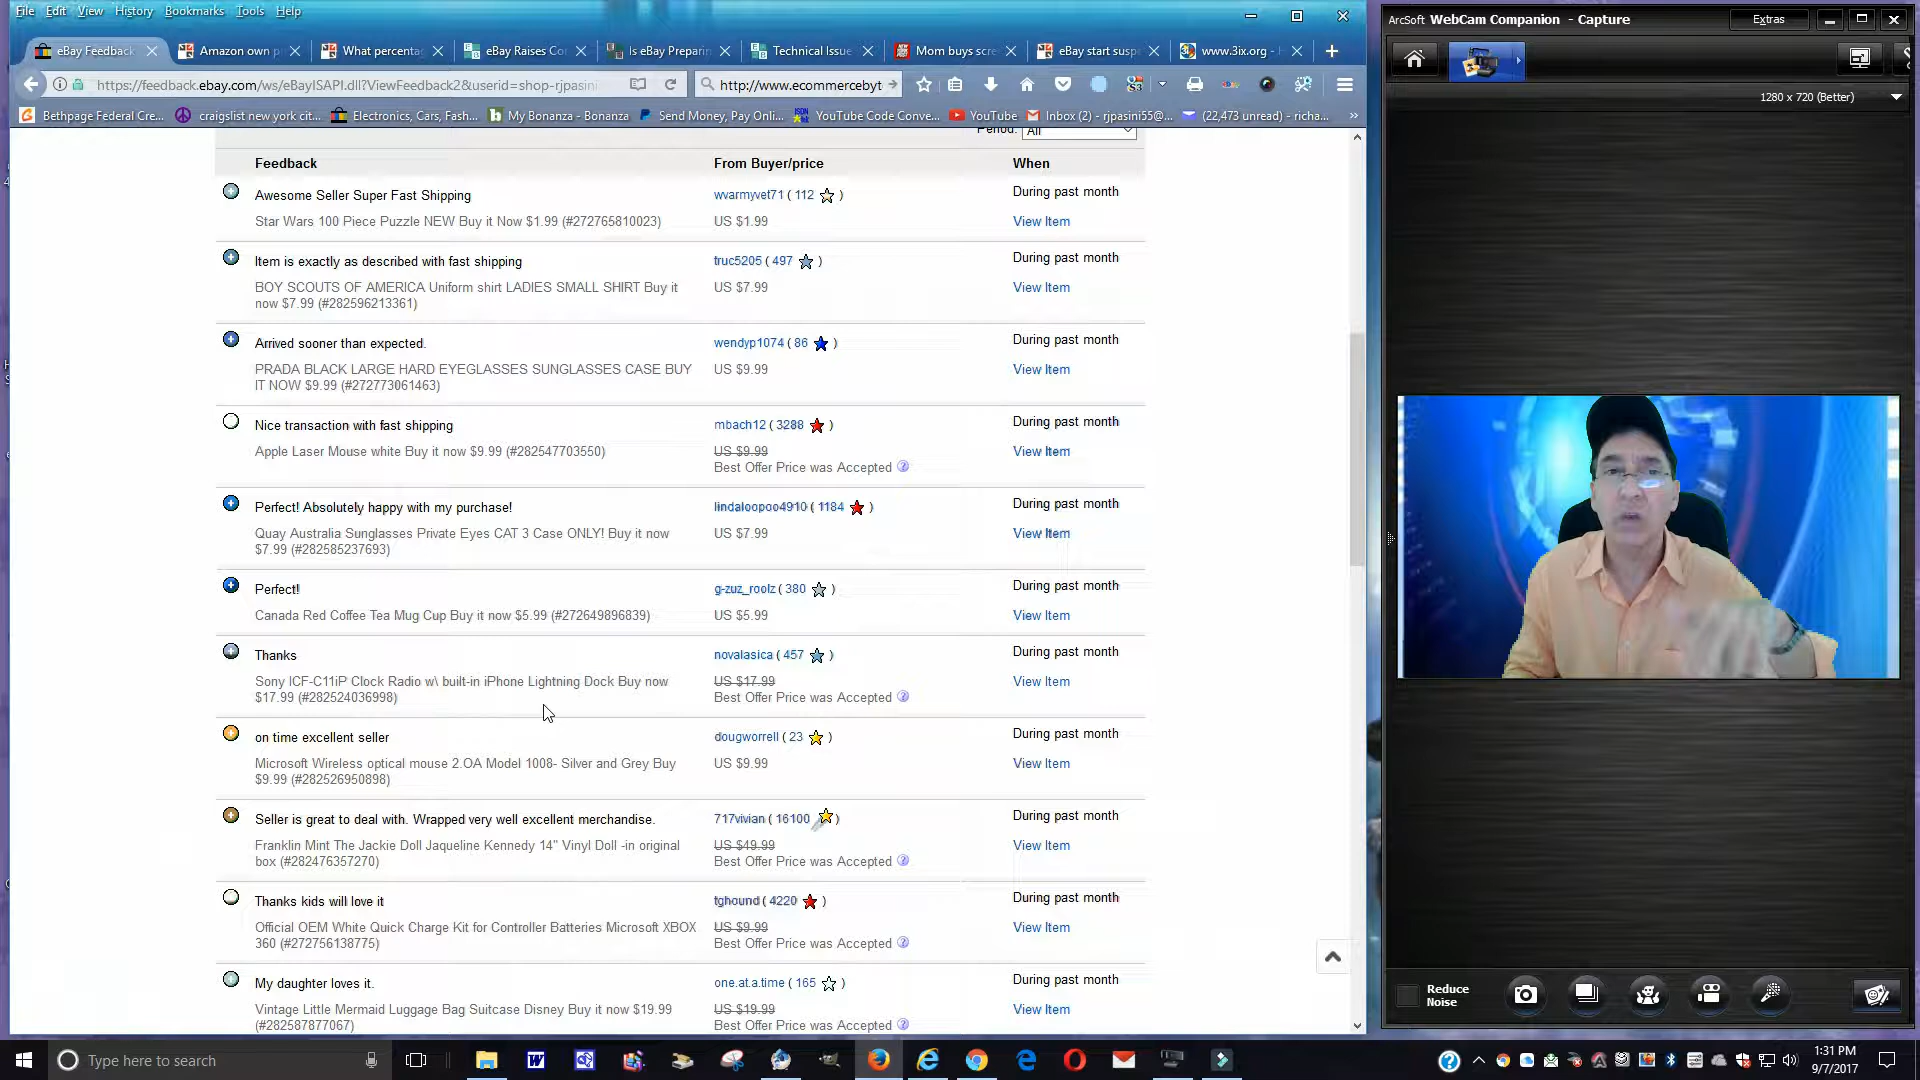 File Edit View History Bookmarks Tools Help
ArcSoft WebCam Companion - Capture
Extras
eBay Feedback
Amazon own p
What percenta
eBay Raises Co
Is eBay Preparin
Technical Issue
Mom buys scre
eBay start susp
www.3ix.org - H
https://feedback.ebay.com/ws/eBayISAPI.dll?ViewFeedback2&userid=shop-rjpasini
http://www.ecommercebyt
1280 x 720 (Better)
Bethpage Federal Cre...
craigslist new york cit...
Electronics, Cars, Fash...
My Bonanza - Bonanza
Send Money, Pay Onli...
YouTube Code Conve...
YouTube
Inbox (2) - rjpasini55@...
(22,473 unread) - richa...
Period: All
Feedback From Buyer/price When
Awesome Seller Super Fast Shipping wvarmyvet71 ( 112 ) During past month
Star Wars 100 Piece Puzzle NEW Buy it Now $1.99 (#272765810023) US $1.99 View Item
Item is exactly as described with fast shipping truc5205 ( 497 ) During past month
BOY SCOUTS OF AMERICA Uniform shirt LADIES SMALL SHIRT Buy it US $7.99 View Item
now $7.99 (#282596213361)
Arrived sooner than expected. wendyp1074 ( 86 ) During past month
PRADA BLACK LARGE HARD EYEGLASSES SUNGLASSES CASE BUY US $9.99 View Item
IT NOW $9.99 (#272773061463)
Nice transaction with fast shipping mbach12 ( 3288 ) During past month
Apple Laser Mouse white Buy it now $9.99 (#282547703550) US $9.99 View Item
Best Offer Price was Accepted
Perfect! Absolutely happy with my purchase! lindaloopoo4910 ( 1184 ) During past month
Quay Australia Sunglasses Private Eyes CAT 3 Case ONLY! Buy it now US $7.99 View Item
$7.99 (#282585237693)
Perfect! g-zuz_roolz ( 380 ) During past month
Canada Red Coffee Tea Mug Cup Buy it now $5.99 (#272649896839) US $5.99 View Item
Thanks novalasica ( 457 ) During past month
Sony ICF-C11iP Clock Radio w\ built-in iPhone Lightning Dock Buy now US $17.99 View Item
$17.99 (#282524036998) Best Offer Price was Accepted
on time excellent seller dougworrell ( 23 ) During past month
Microsoft Wireless optical mouse 2.OA Model 1008- Silver and Grey Buy US $9.99 View Item
$9.99 (#282526950898)
Seller is great to deal with. Wrapped very well excellent merchandise. 717vivian ( 16100 ) During past month
Franklin Mint The Jackie Doll Jaqueline Kennedy 14" Vinyl Doll -in original US $49.99 View Item
box (#282476357270) Best Offer Price was Accepted
Thanks kids will love it tghound ( 4220 ) During past month
Official OEM White Quick Charge Kit for Controller Batteries Microsoft XBOX US $9.99 View Item
360 (#272756138775) Best Offer Price was Accepted
My daughter loves it. one.at.a.time ( 165 ) During past month
Vintage Little Mermaid Luggage Bag Suitcase Disney Buy it now $19.99 US $19.99 View Item
(#282587877067) Best Offer Price was Accepted
Reduce
Noise
Type here to search
1:31 PM
9/7/2017